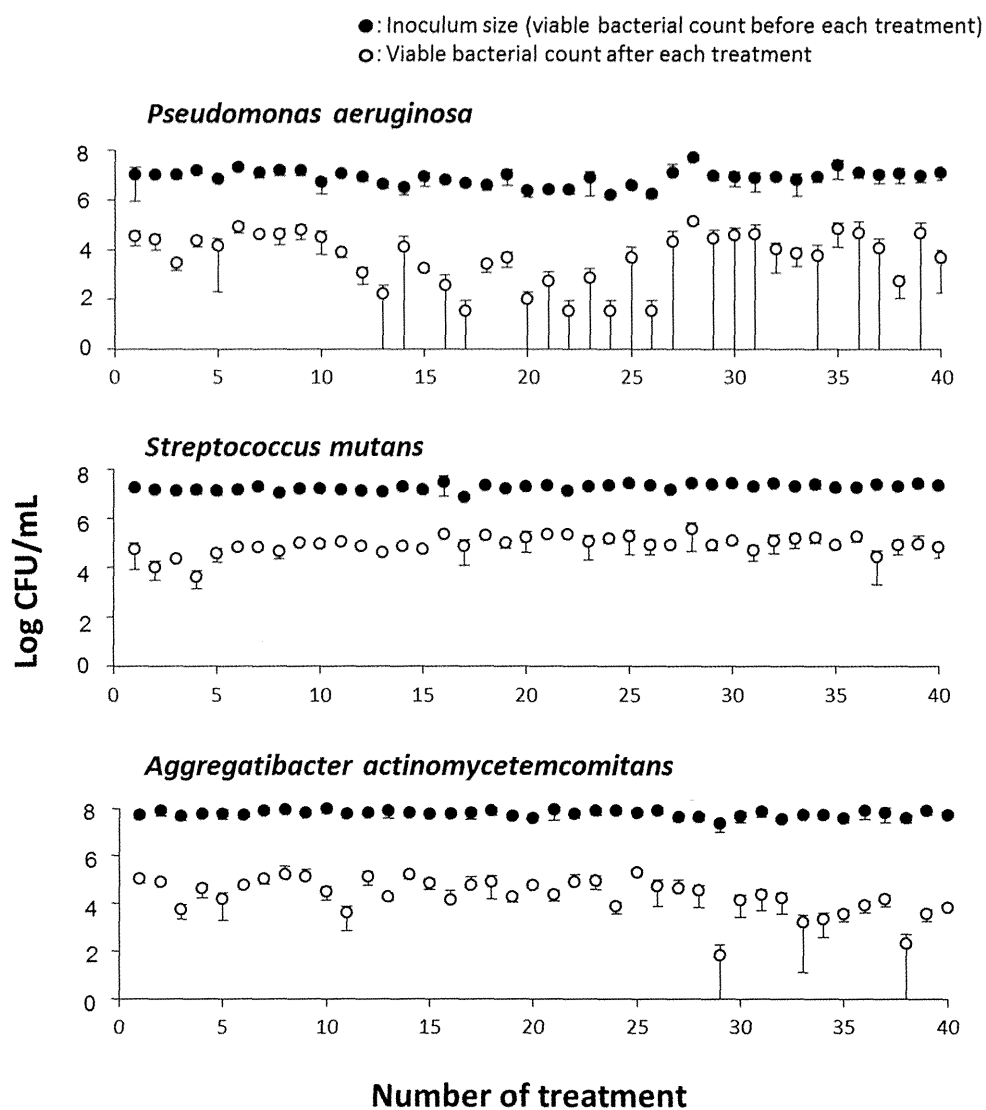 ●: Inoculum size (viable bacterial count before each treatment)
○: Viable bacterial count after each treatment
Pseudomonas aeruginosa
8
6
4
2
0
0 5 10 15 20 25 30 35 40
Streptococcus mutans
8
6
4
2
0
0 5 10 15 20 25 30 35 40
Log CFU/mL
Aggregatibacter actinomycetemcomitans
8
6
4
2
0
0 5 10 15 20 25 30 35 40
Number of treatment